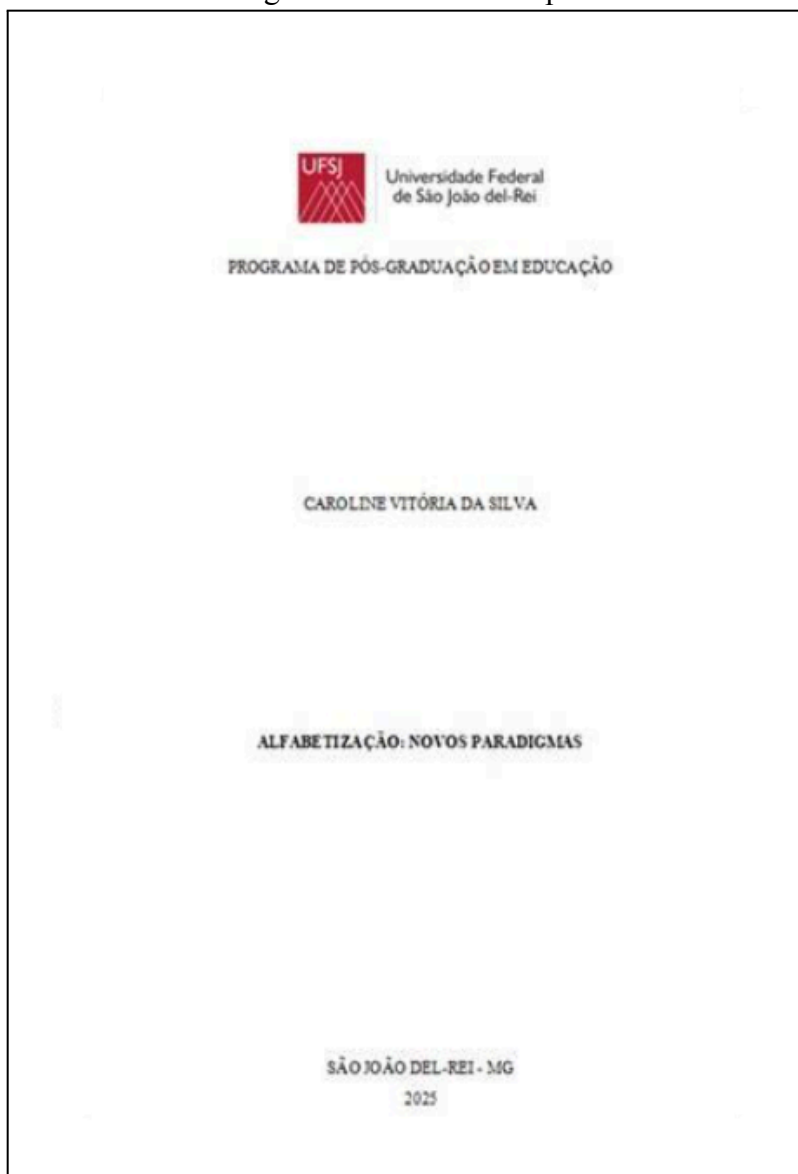 UFSJ
Universidade Federal
de São João del-Rei
PROGRAMA DE PÓS-GRADUAÇÃO EM EDUCAÇÃO
CAROLINE VITÓRIA DA SILVA
ALFABETIZAÇÃO: NOVOS PARADIGMAS
SÃO JOÃO DEL-REI - MG
2025